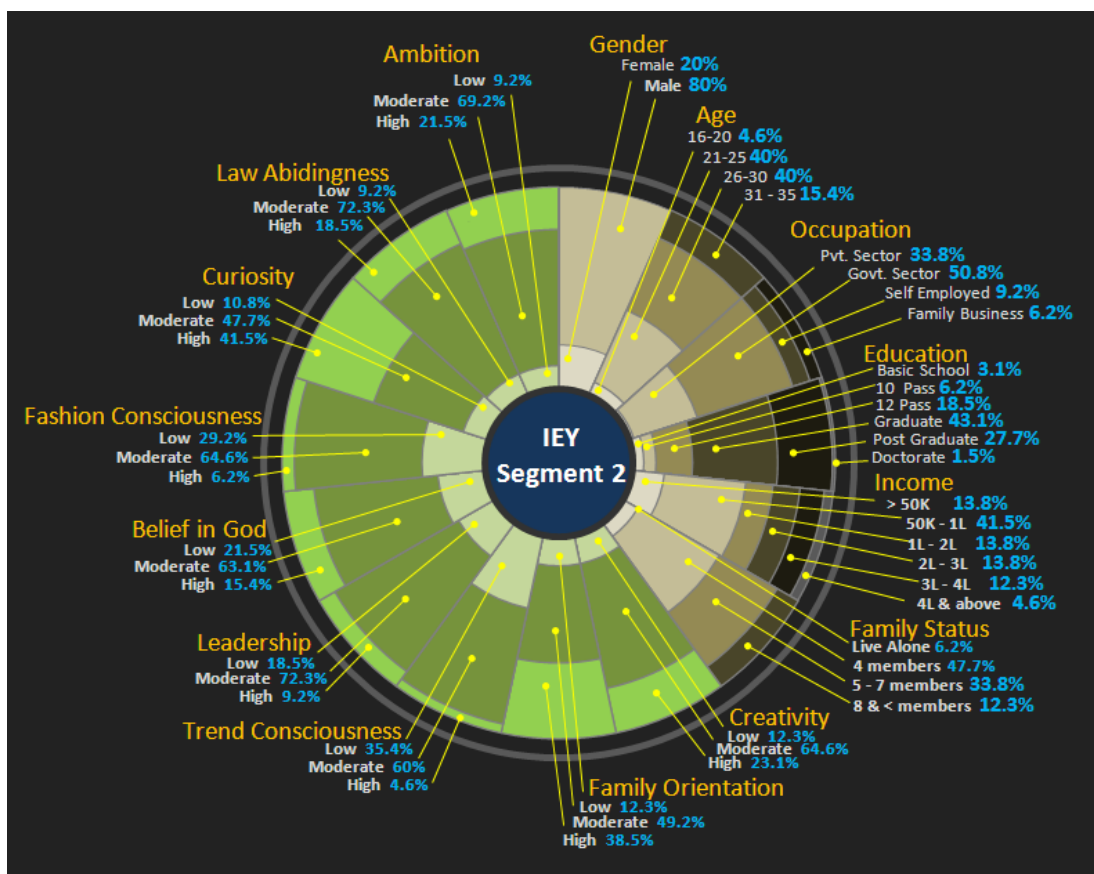 Gender
Female 20%
Male 80%
Age
16-20 4.6%
21-25 40%
26-30 40%
31 - 35 15.4%
Occupation
Pvt. Sector 33.8%
Govt. Sector 50.8%
Self Employed 9.2%
Family Business 6.2%
Education
Basic School 3.1%
10 Pass 6.2%
12 Pass 18.5%
Graduate 43.1%
Post Graduate 27.7%
Doctorate 1.5%
Income
> 50K 13.8%
50K - 1L 41.5%
1L - 2L 13.8%
2L - 3L 13.8%
3L - 4L 12.3%
4L & above 4.6%
Family Status
Live Alone 6.2%
4 members 47.7%
5 - 7 members 33.8%
8 & < members 12.3%
Creativity
Low 12.3%
Moderate 64.6%
High 23.1%
Family Orientation
Low 12.3%
Moderate 49.2%
High 38.5%
Trend Consciousness
Low 35.4%
Moderate 60%
High 4.6%
Leadership
Low 18.5%
Moderate 72.3%
High 9.2%
Belief in God
Low 21.5%
Moderate 63.1%
High 15.4%
Fashion Consciousness
Low 29.2%
Moderate 64.6%
High 6.2%
Curiosity
Low 10.8%
Moderate 47.7%
High 41.5%
Law Abidingness
Low 9.2%
Moderate 72.3%
High 18.5%
Ambition
Low 9.2%
Moderate 69.2%
High 21.5%
IEY
Segment 2